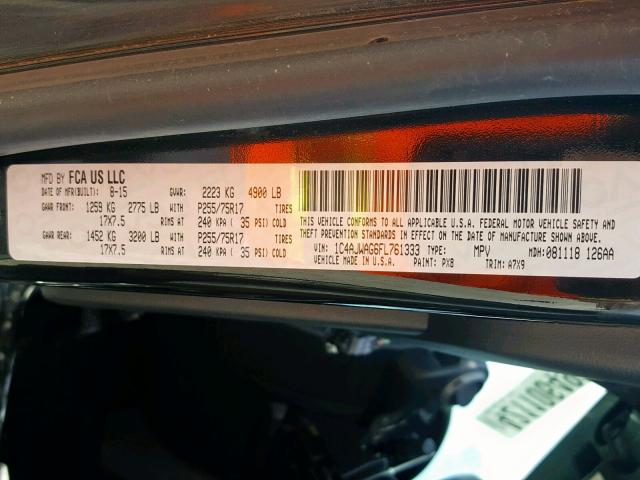 MFD BY FCA US LLC
DATE OF MFR(BUILT): 8-15 GVWR: 2223 KG 4900 LB
GAWR FRONT: 1259 KG 2775 LB WITH P255/75R17 TIRES
17X7.5 RIMS AT 240 KPA ( 35 PSI) COLD
GAWR REAR: 1452 KG 3200 LB WITH P255/75R17 TIRES
17X7.5 RIMS AT 240 KPA ( 35 PSI) COLD
THIS VEHICLE CONFORMS TO ALL APPLICABLE U.S.A. FEDERAL MOTOR VEHICLE SAFETY AND
THEFT PREVENTION STANDARDS IN EFFECT ON THE DATE OF MANUFACTURE SHOWN ABOVE.
VIN: 1C4AJWAG6FL761333 TYPE: MPV MDH: 081118 126AA
VEHICLE MADE IN U.S.A. PAINT: PX8 TRIM: A7X9